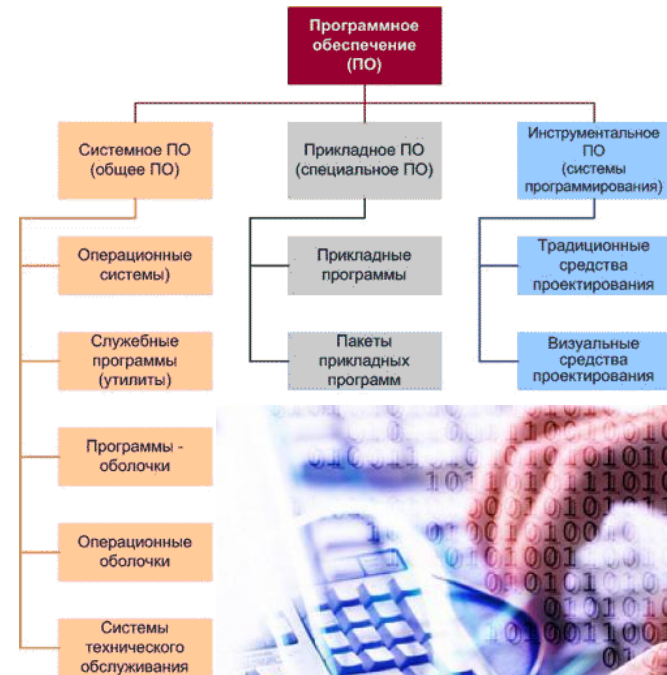 Программное
обеспечение
(ПО)
Системное ПО
(общее ПО)
Прикладное ПО
(специальное ПО)
Инструментальное
ПО
(системы
программирования)
Операционные
системы)
Прикладные
программы
Традиционные
средства
проектирования
Служебные
программы
(утилиты)
Пакеты
прикладных
программ
Визуальные
средства
проектирования
Программы -
оболочки
Операционные
оболочки
Системы
технического
обслуживания